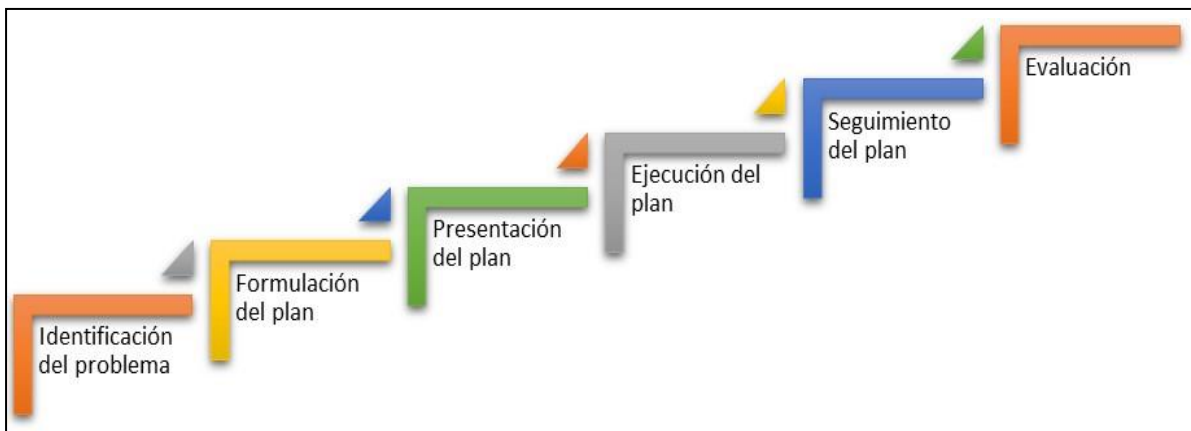 Identificación
del problema
Formulación
del plan
Presentación
del plan
Ejecución del
plan
Seguimiento
del plan
Evaluación